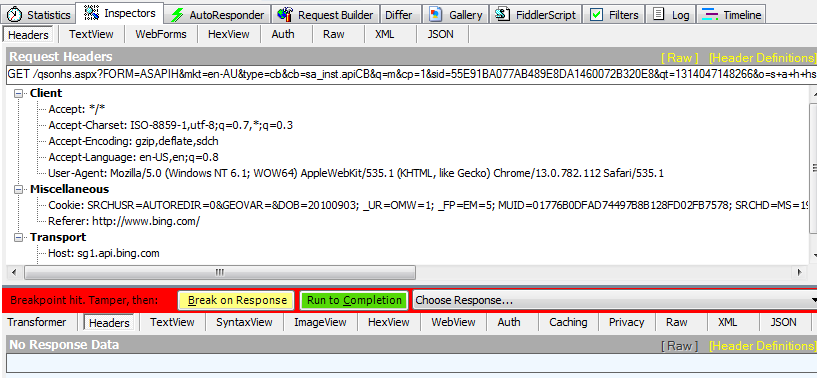 Statistics Inspectors AutoResponder Request Builder Differ Gallery FiddlerScript Filters Log Timeline
Headers TextView WebForms HexView Auth Raw XML JSON
Request Headers [ Raw ] [Header Definitions]
GET /qsonhs.aspx?FORM=ASAPIH&mkt=en-AU&type=cb&cb=sa_inst.apiCB&q=m&cp=1&sid=55E91BA077AB489E8DA1460072B320E8&qt=1314047148266&o=s+a+h+hs
Client
Accept: */*
Accept-Charset: ISO-8859-1,utf-8;q=0.7,*;q=0.3
Accept-Encoding: gzip,deflate,sdch
Accept-Language: en-US,en;q=0.8
User-Agent: Mozilla/5.0 (Windows NT 6.1; WOW64) AppleWebKit/535.1 (KHTML, like Gecko) Chrome/13.0.782.112 Safari/535.1
Miscellaneous
Cookie: SRCHUSR=AUTOREDIR=0&GEOVAR=&DOB=20100903; _UR=OMW=1; _FP=EM=5; MUID=01776B0DFAD74497B8B128FD02FB7578; SRCHD=MS=19
Referer: http://www.bing.com/
Transport
Host: sg1.api.bing.com
Breakpoint hit. Tamper, then: Break on Response Run to Completion Choose Response...
Transformer Headers TextView SyntaxView ImageView HexView WebView Auth Caching Privacy Raw XML JSON
No Response Data [ Raw ] [Header Definitions]